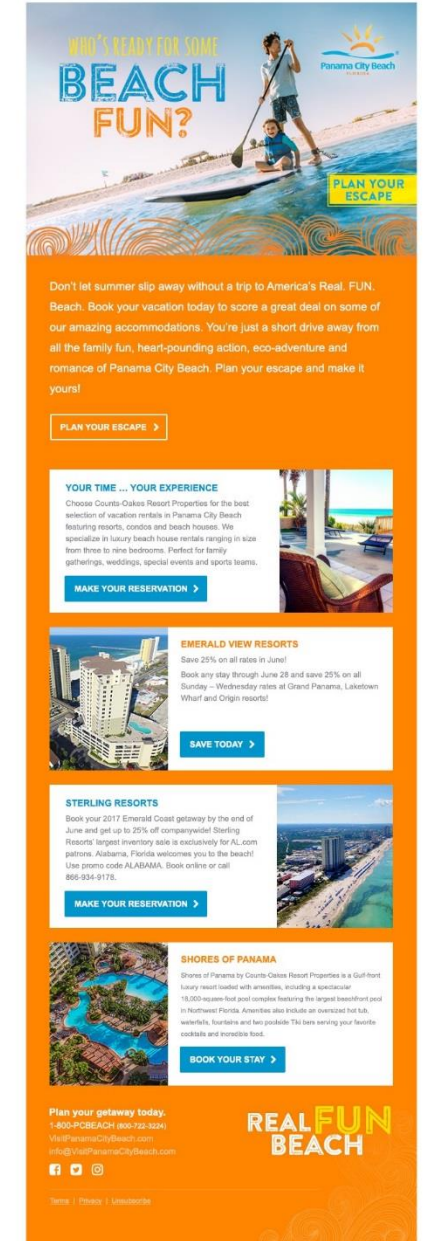 WHO'S READY FOR SOME
BEACH
FUN?
Panama City Beach
FLORIDA
PLAN YOUR
ESCAPE
Don't let summer slip away without a trip to America's Real. FUN.
Beach. Book your vacation today to score a great deal on some of
our amazing accommodations. You're just a short drive away from
all the family fun, heart-pounding action, eco-adventure and
romance of Panama City Beach. Plan your escape and make it
yours!
PLAN YOUR ESCAPE
YOUR TIME ... YOUR EXPERIENCE
Choose Counts-Oakes Resort Properties for the best
selection of vacation rentals in Panama City Beach
featuring resorts, condos and beach houses. We
specialize in luxury beach house rentals ranging in size
from three to nine bedrooms. Perfect for family
gatherings, weddings, special events and sports teams.
MAKE YOUR RESERVATION
EMERALD VIEW RESORTS
Save 25% on all rates in June!
Book any stay through June 28 and save 25% on all
Sunday – Wednesday rates at Grand Panama, Laketown
Wharf and Origin resorts!
SAVE TODAY
STERLING RESORTS
Book your 2017 Emerald Coast getaway by the end of
June and get up to 25% off companywide! Sterling
Resorts' largest inventory sale is exclusively for AL.com
patrons. Alabama, Florida welcomes you to the beach!
Use promo code ALABAMA. Book online or call
866-934-9178.
MAKE YOUR RESERVATION
SHORES OF PANAMA
Shores of Panama by Counts-Oakes Resort Properties is a Gulf-front
luxury resort loaded with amenities, including a spectacular
18,000-square-foot pool complex featuring the largest beachfront pool
in Northwest Florida. Amenities also include an oversized hot tub,
waterfalls, fountains and two poolside Tiki bars serving your favorite
cocktails and incredible food.
BOOK YOUR STAY
Plan your getaway today.
1-800-PCBEACH (800-722-3224)
VisitPanamaCityBeach.com
info@VisitPanamaCityBeach.com
REAL FUN
BEACH
Terms | Privacy | Unsubscribe